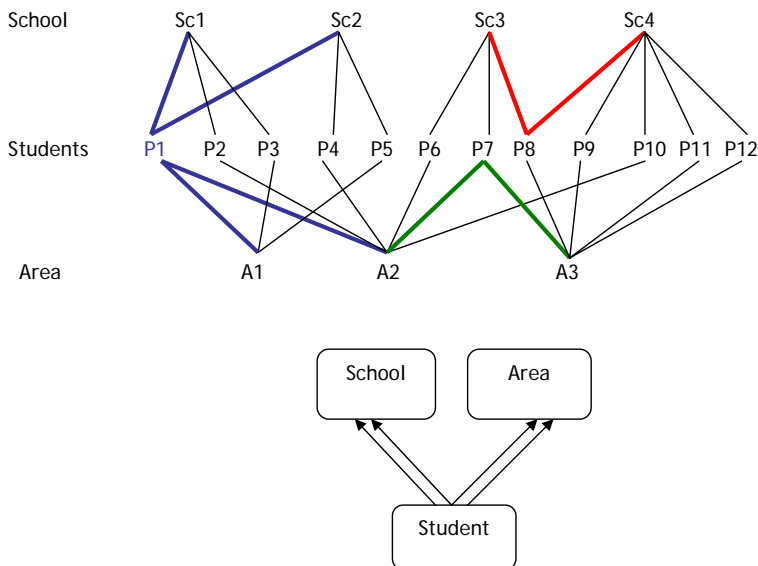 School Sc1 Sc2 Sc3 Sc4
Students P1 P2 P3 P4 P5 P6 P7 P8 P9 P10 P11 P12
Area A1 A2 A3
School Area
Student